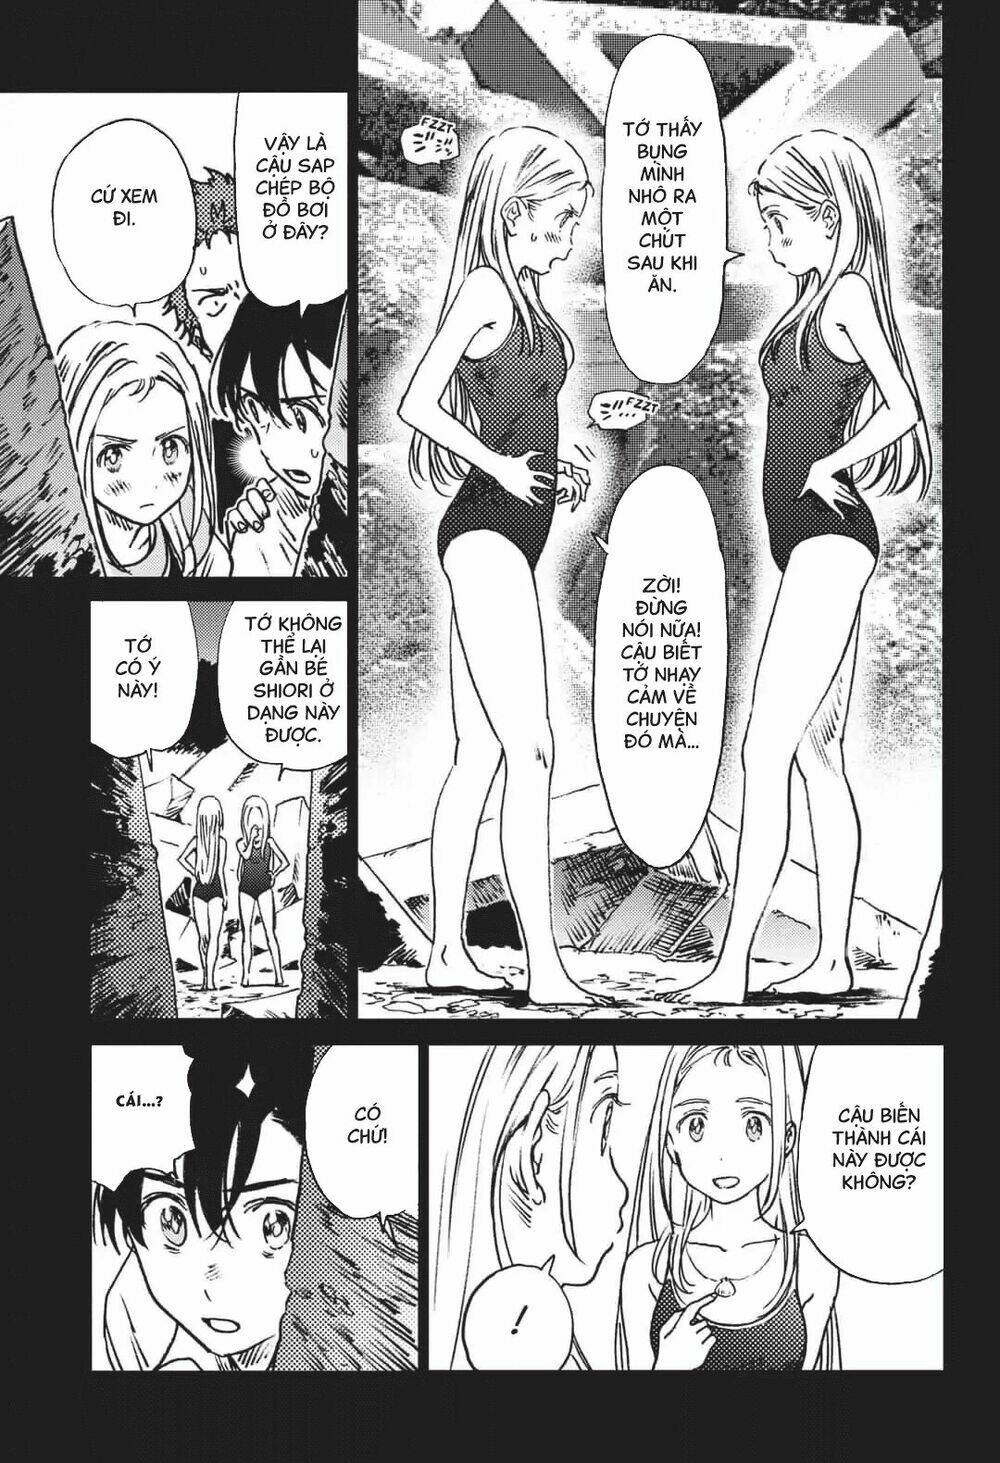 TỚ THẤY
BỤNG
MÌNH
NHÔ RA
MỘT
CHÚT
SAU KHI
ĂN.
FZZT
FZZT
ZỜI!
ĐỪNG
NÓI NỮA!
CẬU BIẾT
TỚ NHẠY
CẢM VỀ
CHUYỆN
ĐÓ MÀ...
VẬY LÀ
CẬU SAP
CHÉP BỘ
ĐỒ BƠI
Ở ĐÂY?
CỨ XEM
ĐI.
M
TỚ KHÔNG
THỂ LẠI
GẦN BÉ
SHIORI Ở
DẠNG NÀY
ĐƯỢC.
TỚ
CÓ Ý
NÀY!
CẬU BIẾN
THÀNH CÁI
NÀY ĐƯỢC
KHÔNG?
!
CÓ
CHỨ!
CÁI...?